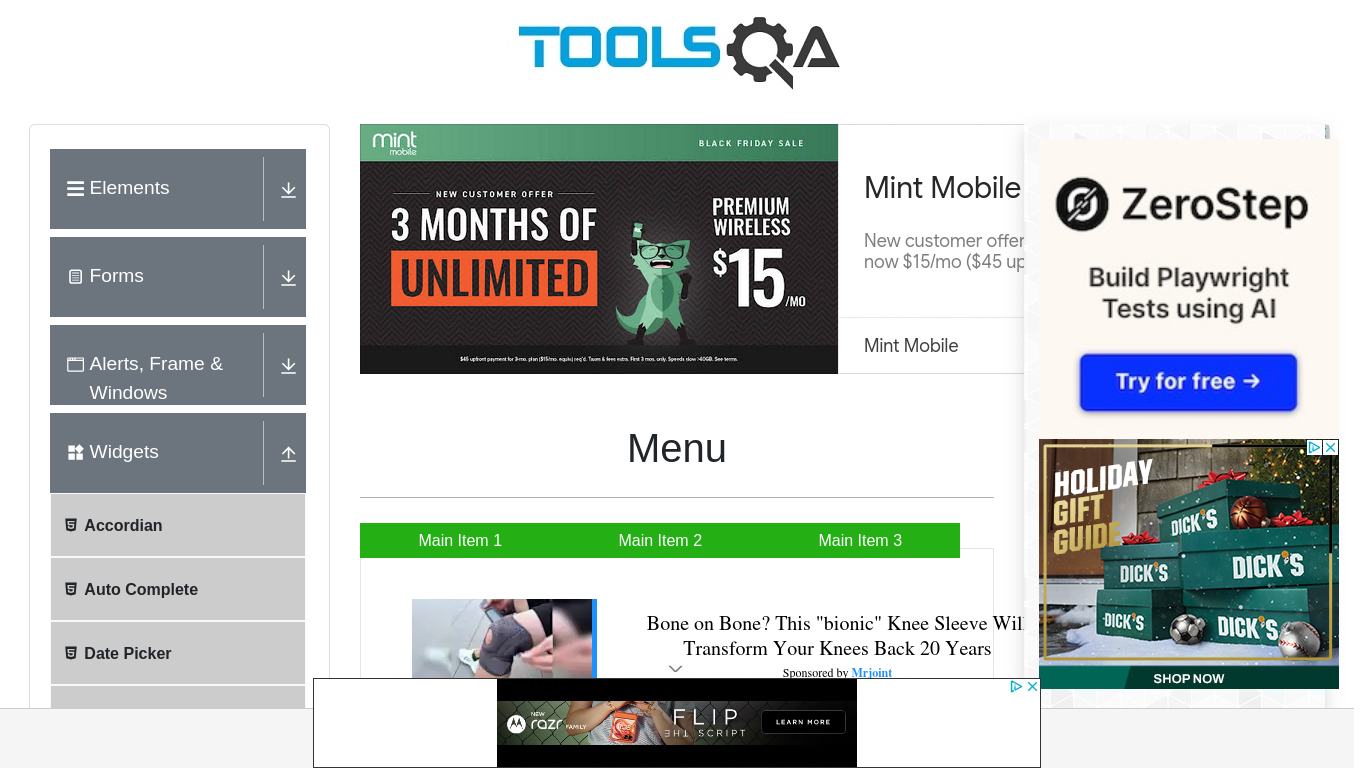 TOOLSQA
Elements
Forms
Alerts, Frame &
Windows
Widgets
Accordian
Auto Complete
Date Picker
mint
mobile
BLACK FRIDAY SALE
NEW CUSTOMER OFFER
3 MONTHS OF
UNLIMITED
PREMIUM
WIRELESS
$15/MO
$45 upfront payment for 3-mo. plan ($15/mo. equiv.) req'd. Taxes & fees extra. First 3 mos. only. Speeds slow >40GB. See terms.
Mint Mobile
New customer offer
now $15/mo ($45 up
Mint Mobile
Menu
Main Item 1
Main Item 2
Main Item 3
Bone on Bone? This "bionic" Knee Sleeve Will
Transform Your Knees Back 20 Years
Sponsored by Mrjoint
ZeroStep
Build Playwright
Tests using AI
Try for free →
HOLIDAY
GIFT
GUIDE
DICK'S
DICK'S
DICK'S
DICK'S
DICK'S
SHOP NOW
NEW
razr FAMILY
FLIP
THE SCRIPT
LEARN MORE